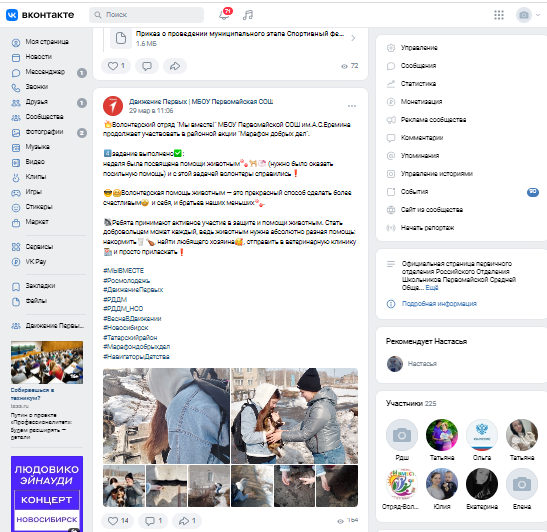 вконтакте
Поиск
71
Моя страница
Новости
Мессенджер 1
Звонки
Друзья 1
Сообщества
Фотографии 2
Музыка
Видео
Клипы
Игры
Стикеры
Маркет
Сервисы
VK Pay
Закладки
Файлы
Движение Первы...
Собираешься в
техникум?
Путин о проекте
«Профессионалитет»:
Будем расширять —
детали
ЛЮДОВИКО
ЭЙНАУДИ
КОНЦЕРТ
НОВОСИБИРСК
Приказ о проведении муниципального этапа Спортивный фе...
1.6 МБ
1
72
Движение Первых | МБОУ Первомайская СОШ
29 мар в 11:06
Волонтерский отряд "Мы вместе!" МБОУ Первомайской СОШ им.А.С.Еремина
продолжает участвовать в районной акции "Марафон добрых дел".
4 задание выполнено ✅:
неделя была посвящена помощи животным (нужно было оказать
посильную помощь) и с этой задачей волонтеры справились❗
Волонтерская помощь животным — это прекрасный способ сделать более
счастливым и себя, и братьев наших меньших.
Ребята принимают активное участие в защите и помощи животным. Стать
добровольцем может каждый, ведь животным нужна абсолютно разная помощь:
накормить, найти любящего хозяина, отправить в ветеринарную клинику
и просто приласкать❗
#МЫВМЕСТЕ
#Росмолодежь
#ДвижениеПервых
#РДДМ
#РДДМ_НСО
#ВеснаВДвижении
#Новосибирск
#Татарскийрайон
#Марафондобрыхдел
#НавигаторыДетства
14
1
1
164
Управление
Сообщения
Статистика
Монетизация
Реклама сообщества
Комментарии
Упоминания
Управление историями
События 90
Сайт из сообщества
Начать репортаж
Официальная страница первичного
отделения Российского Отделения
Школьников Первомайской Средней
Обще... Ещё
Подробная информация
Рекомендует Настасья
Настасья
Участники 225
Рдш
Татьяна
Ольга
Татьяна
Отряд-Вол...
Юлия
Екатерина
Елена